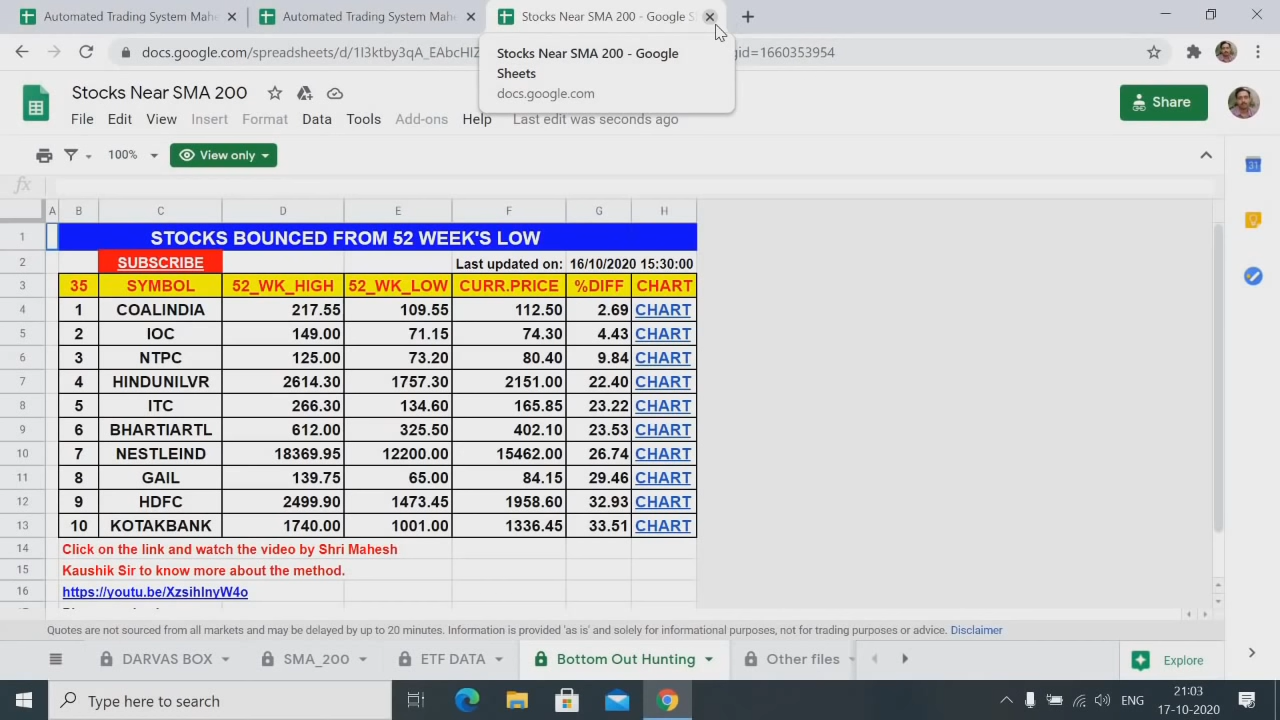 Automated Trading System Mahe
Automated Trading System Mahe
Stocks Near SMA 200 - Google S
docs.google.com/spreadsheets/d/1I3ktby3qA_EAbcHIZ
gid=1660353954
Stocks Near SMA 200 - Google
Sheets
docs.google.com
Stocks Near SMA 200
Share
File Edit View Insert Format Data Tools Add-ons Help Last edit was seconds ago
100% View only
fx
A B C D E F G H
1 STOCKS BOUNCED FROM 52 WEEK'S LOW
2 SUBSCRIBE Last updated on: 16/10/2020 15:30:00
3 35 SYMBOL 52_WK_HIGH 52_WK_LOW CURR.PRICE %DIFF CHART
4 1 COALINDIA 217.55 109.55 112.50 2.69 CHART
5 2 IOC 149.00 71.15 74.30 4.43 CHART
6 3 NTPC 125.00 73.20 80.40 9.84 CHART
7 4 HINDUNILVR 2614.30 1757.30 2151.00 22.40 CHART
8 5 ITC 266.30 134.60 165.85 23.22 CHART
9 6 BHARTIARTL 612.00 325.50 402.10 23.53 CHART
10 7 NESTLEIND 18369.95 12200.00 15462.00 26.74 CHART
11 8 GAIL 139.75 65.00 84.15 29.46 CHART
12 9 HDFC 2499.90 1473.45 1958.60 32.93 CHART
13 10 KOTAKBANK 1740.00 1001.00 1336.45 33.51 CHART
14 Click on the link and watch the video by Shri Mahesh
15 Kaushik Sir to know more about the method.
16 https://youtu.be/XzsihlnyW4o
Quotes are not sourced from all markets and may be delayed by up to 20 minutes. Information is provided 'as is' and solely for informational purposes, not for trading purposes or advice. Disclaimer
DARVAS BOX SMA_200 ETF DATA Bottom Out Hunting Other files Explore
31
Type here to search
ENG
21:03
17-10-2020